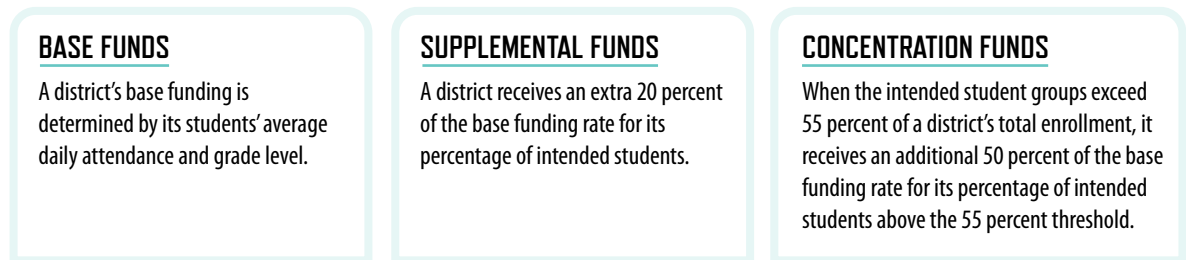 BASE FUNDS
A district’s base funding is
determined by its students’ average
daily attendance and grade level.
SUPPLEMENTAL FUNDS
A district receives an extra 20 percent
of the base funding rate for its
percentage of intended students.
CONCENTRATION FUNDS
When the intended student groups exceed
55 percent of a district’s total enrollment, it
receives an additional 50 percent of the base
funding rate for its percentage of intended
students above the 55 percent threshold.